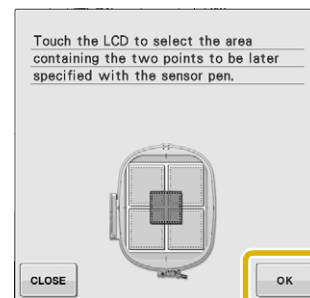 Touch the LCD to select the area
containing the two points to be later
specified with the sensor pen.
CLOSE
OK